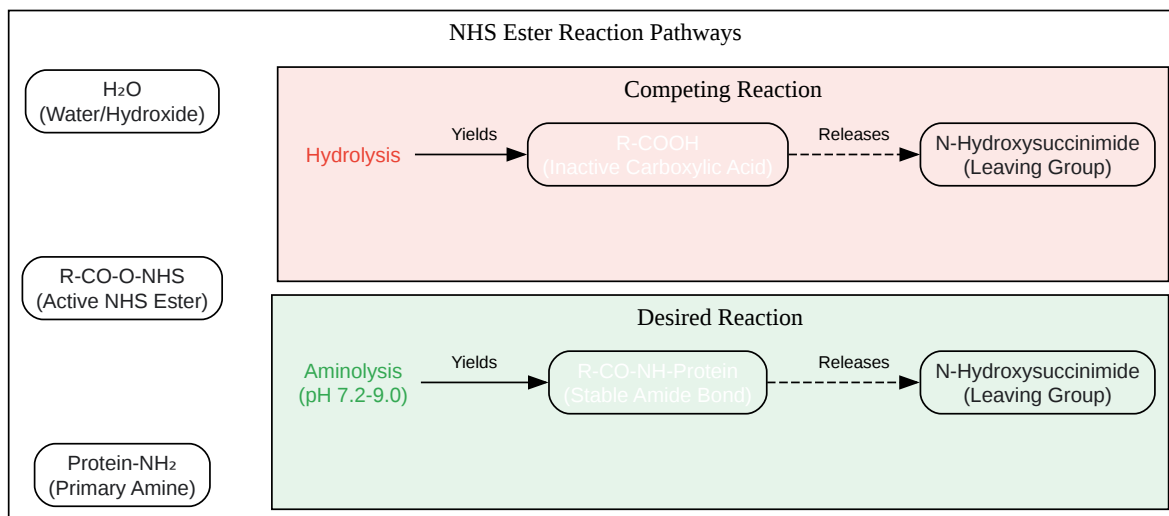 NHS Ester Reaction Pathways
H₂O
(Water/Hydroxide)
R-CO-O-NHS
(Active NHS Ester)
Protein-NH₂
(Primary Amine)
Competing Reaction
Hydrolysis
Yields
R-COOH
(Inactive Carboxylic Acid)
Releases
N-Hydroxysuccinimide
(Leaving Group)
Desired Reaction
Aminolysis
(pH 7.2-9.0)
Yields
R-CO-NH-Protein
(Stable Amide Bond)
Releases
N-Hydroxysuccinimide
(Leaving Group)